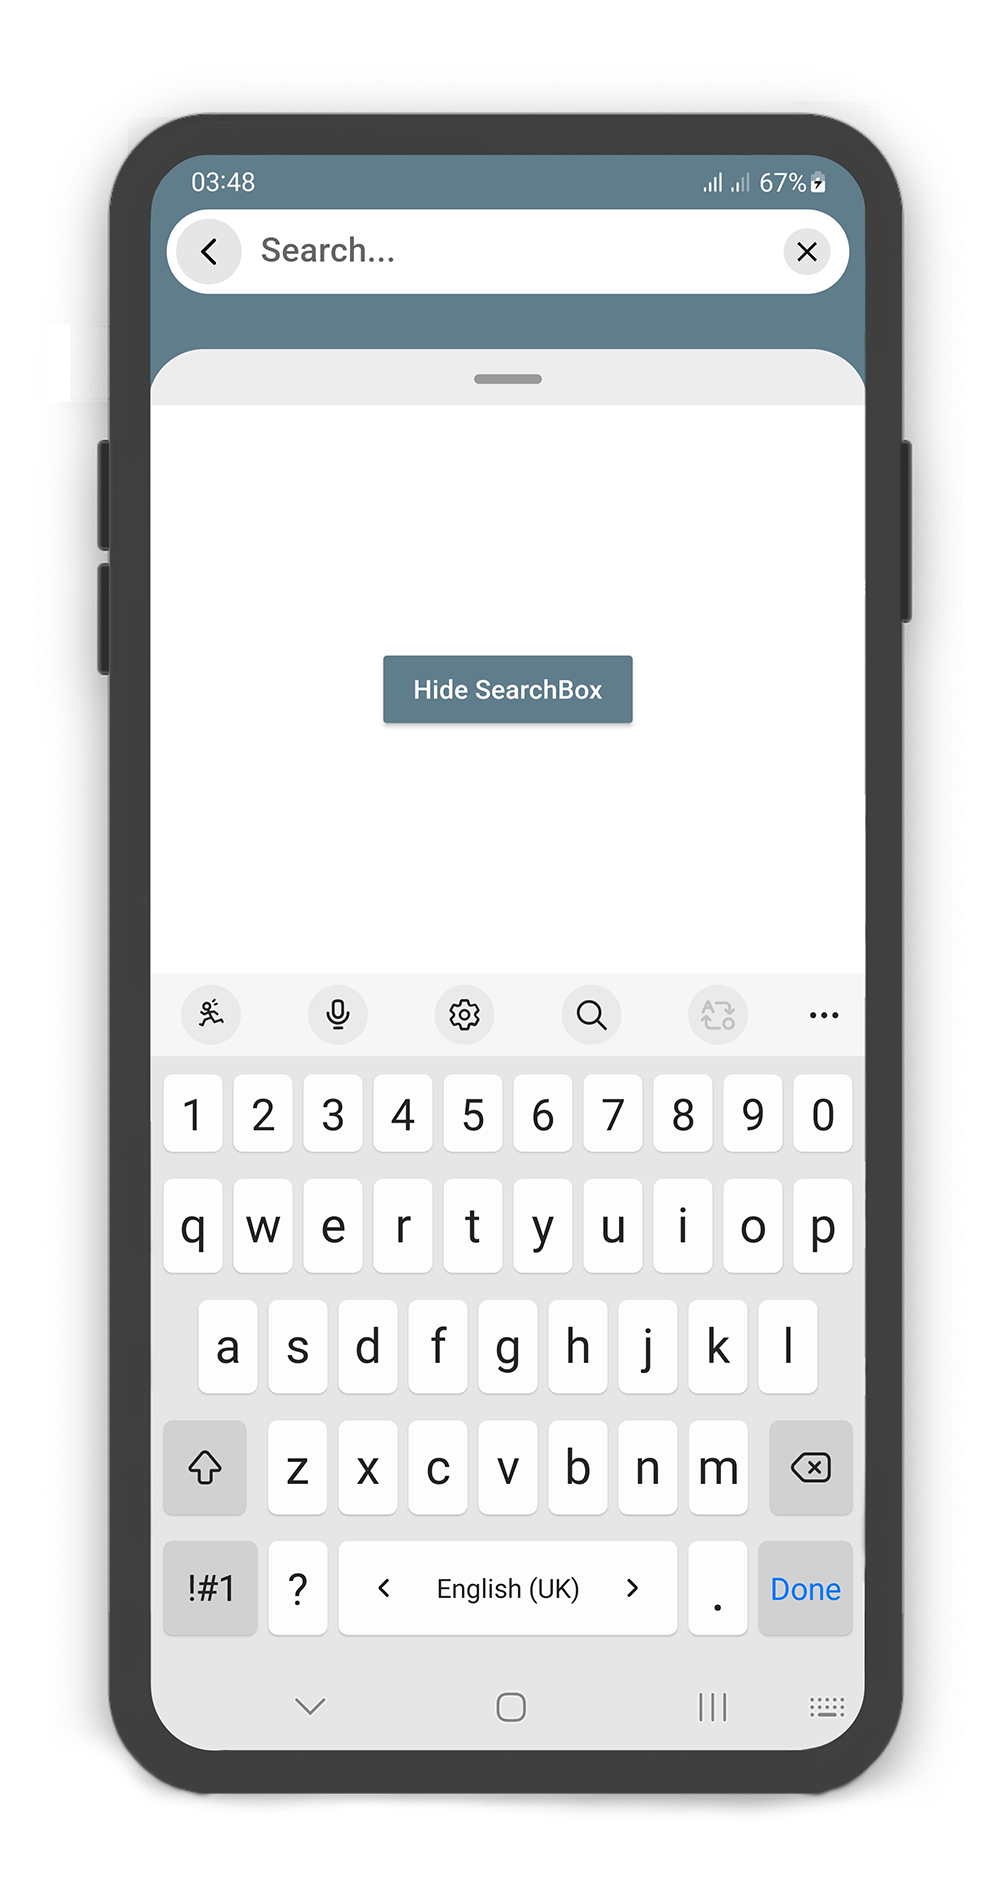 03:48 67%
Search...
Hide SearchBox
1 2 3 4 5 6 7 8 9 0
q w e r t y u i o p
a s d f g h j k l
z x c v b n m
!#1 ? < English (UK) > . Done